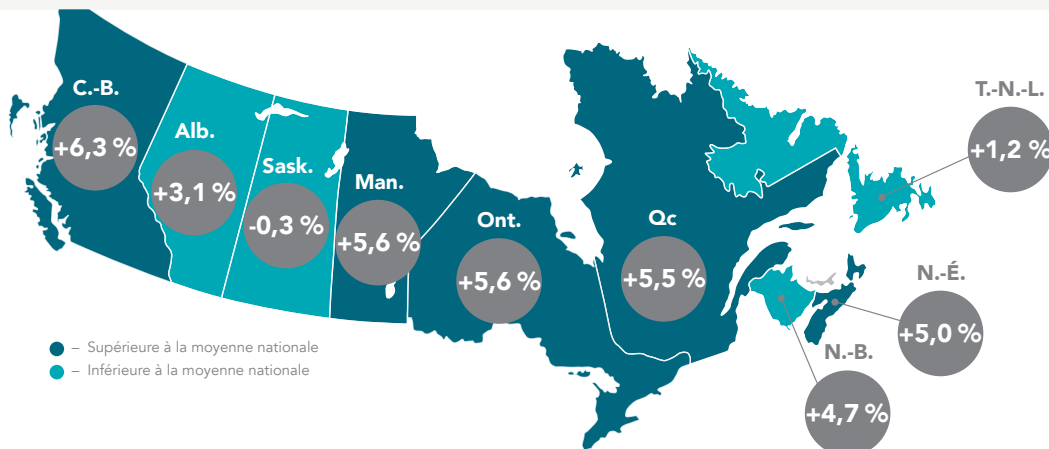 C.-B.
+6,3 %
Alb.
+3,1 %
Sask.
-0,3 %
Man.
+5,6 %
Ont.
+5,6 %
Qc
+5,5 %
T.-N.-L.
+1,2 %
N.-É.
+5,0 %
N.-B.
+4,7 %
– Supérieure à la moyenne nationale
– Inférieure à la moyenne nationale